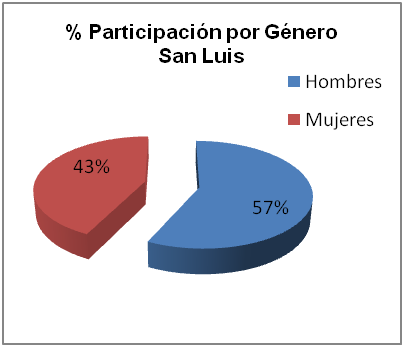 % Participación por Género
San Luis
Hombres
Mujeres
43%
57%